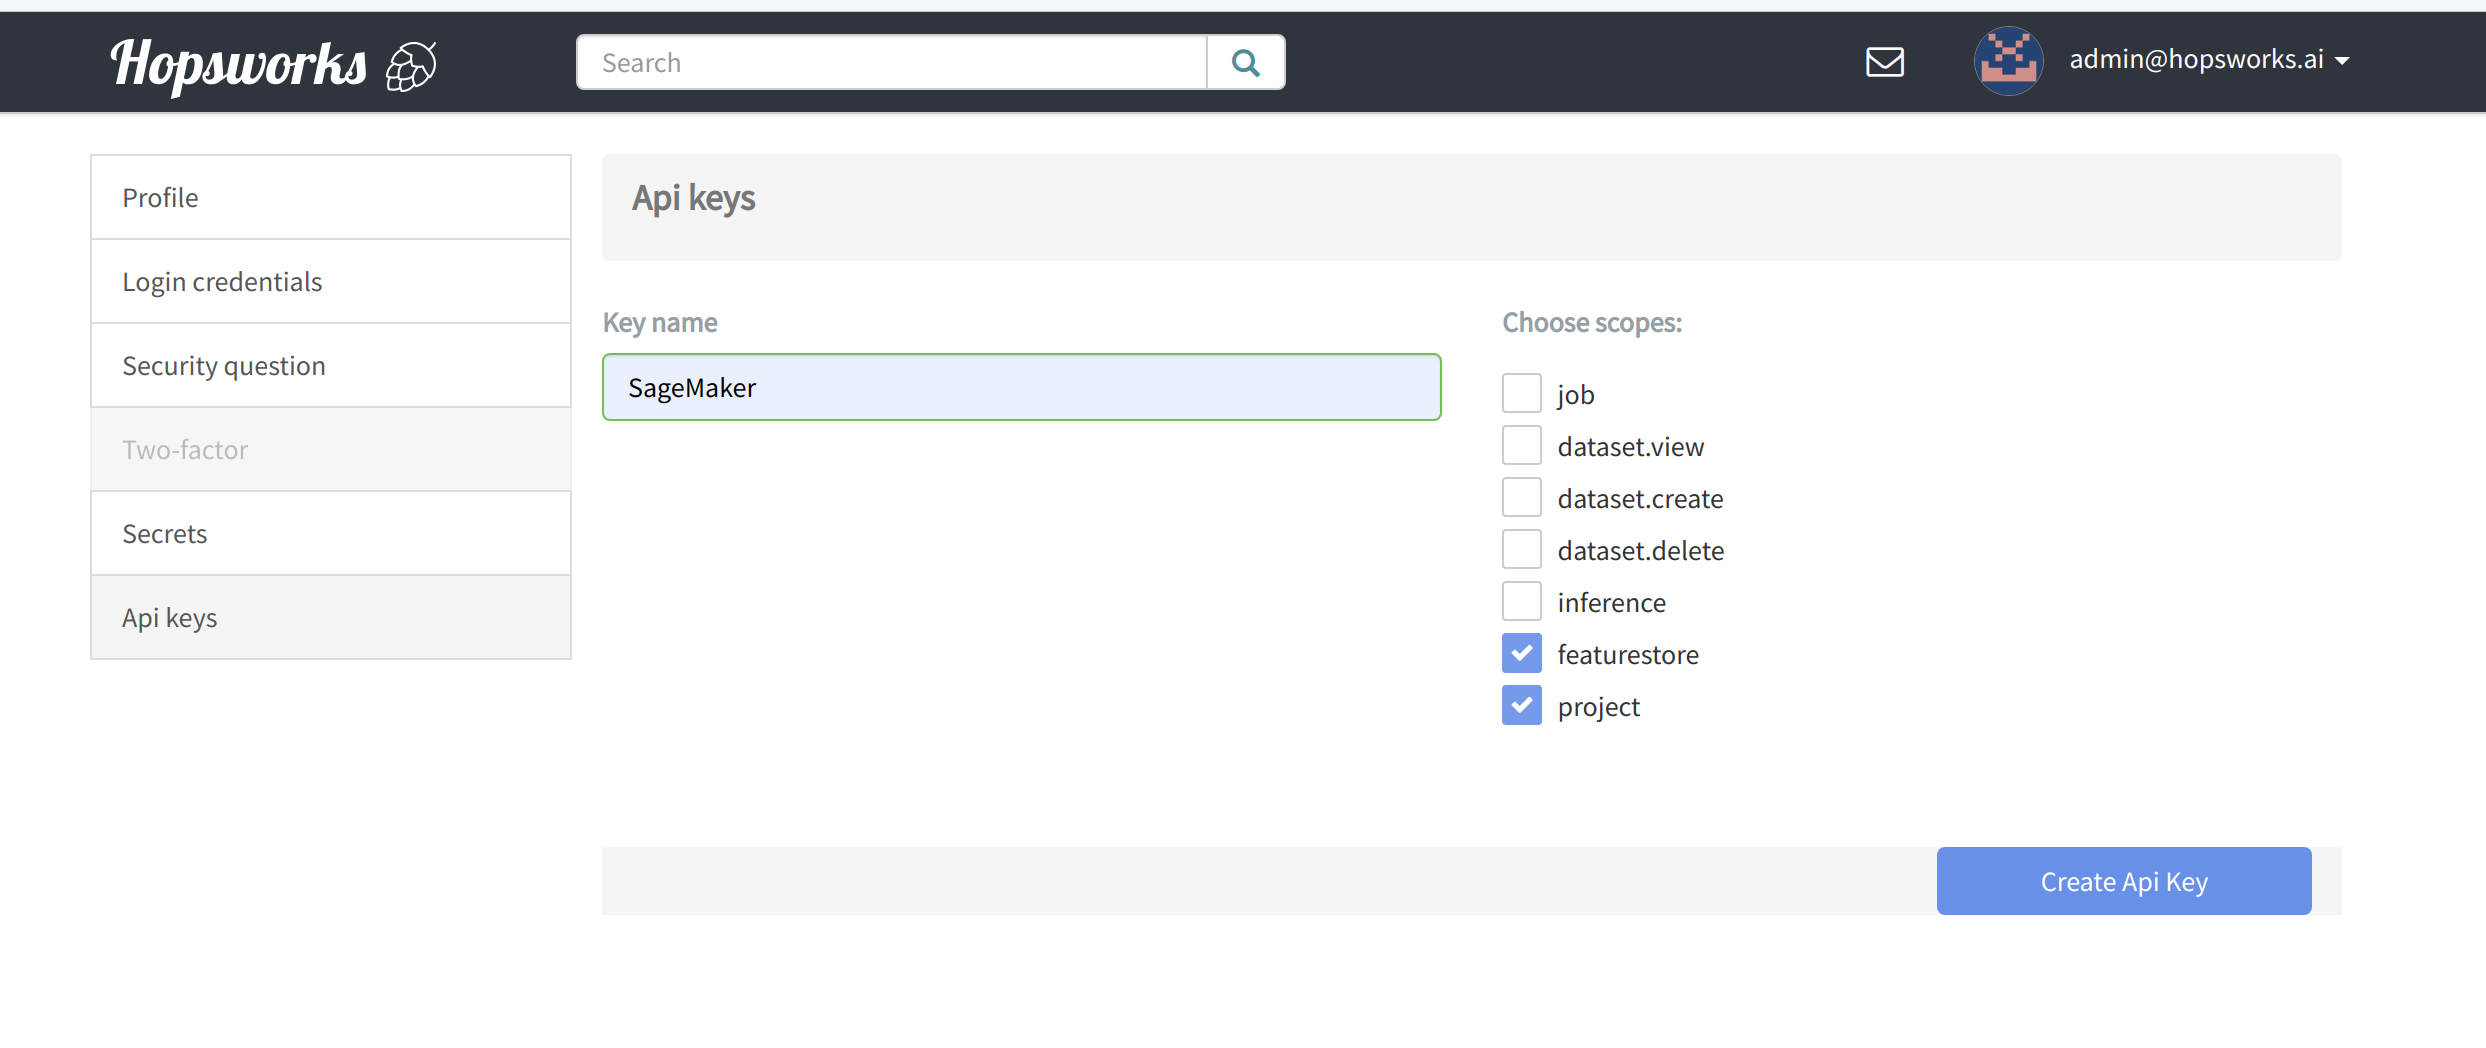 Hopsworks
Search
admin@hopsworks.ai
Profile
Login credentials
Security question
Two-factor
Secrets
Api keys
Api keys
Key name
SageMaker
Choose scopes:
job
dataset.view
dataset.create
dataset.delete
inference
featurestore
project
Create Api Key